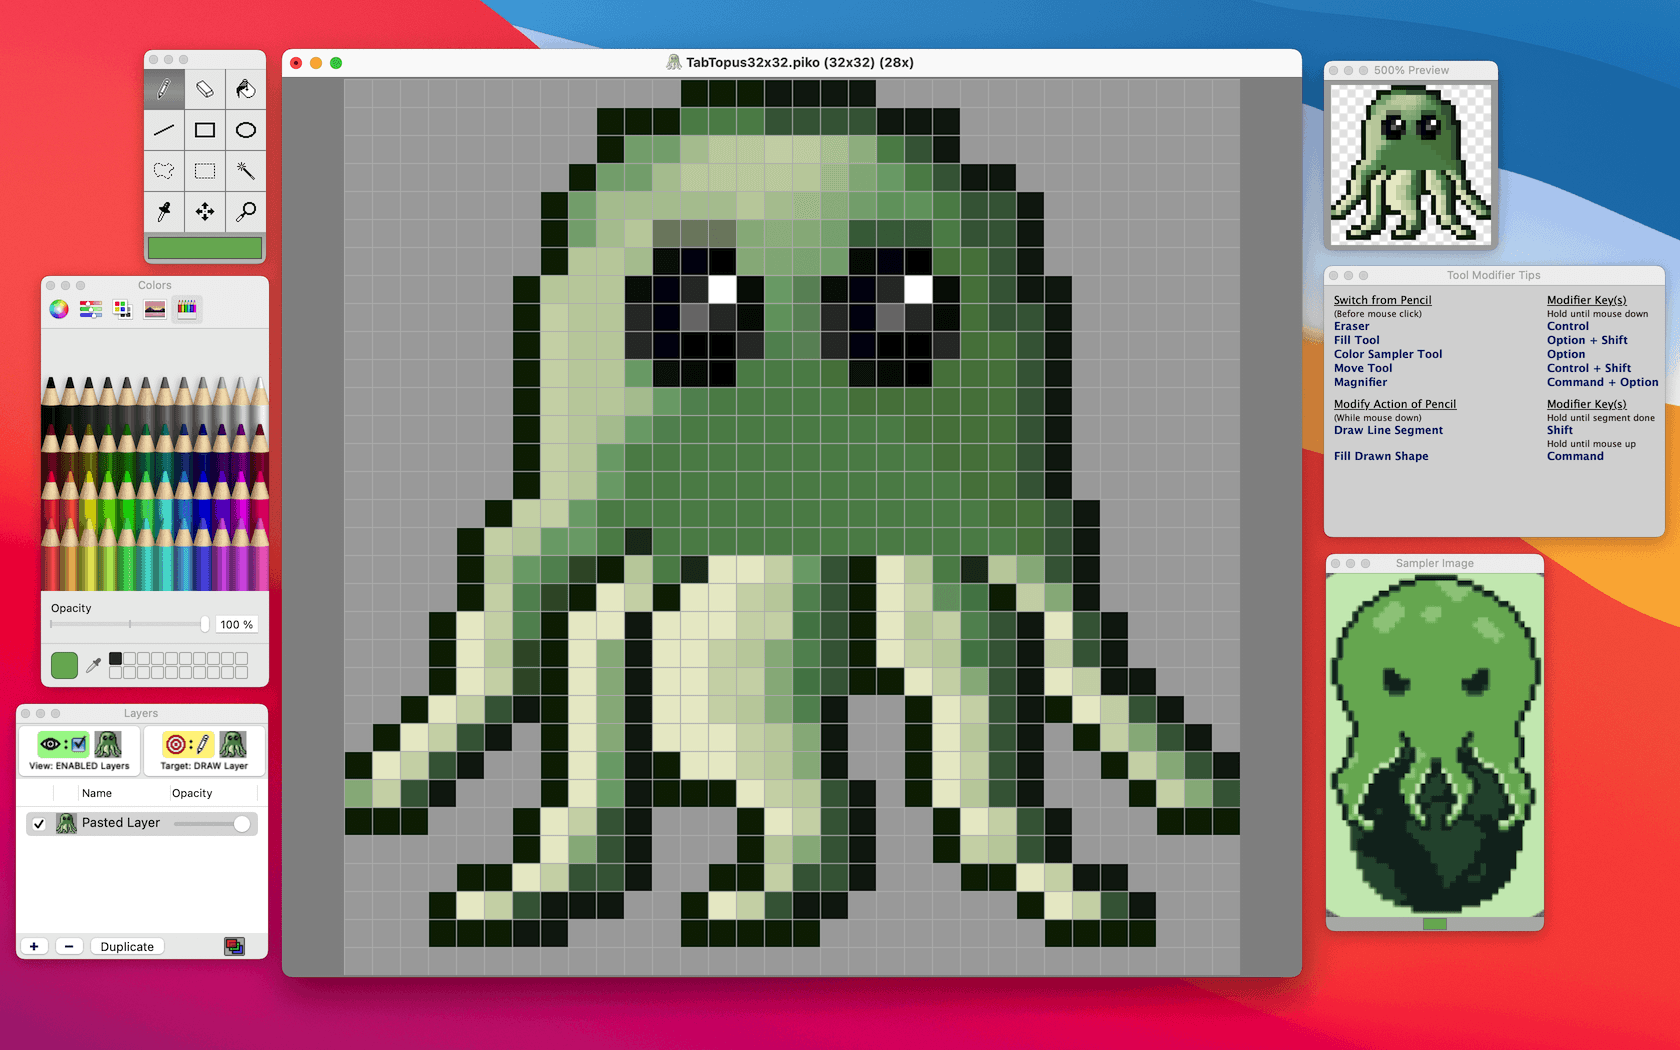 TabTopus32x32.piko (32x32) (28x)
Colors
Opacity
100 %
Layers
View: ENABLED Layers
Target: DRAW Layer
Name Opacity
Pasted Layer
+ − Duplicate
500% Preview
Tool Modifier Tips
Switch from Pencil Modifier Key(s)
(Before mouse click) Hold until mouse down
Eraser Control
Fill Tool Option + Shift
Color Sampler Tool Option
Move Tool Control + Shift
Magnifier Command + Option
Modify Action of Pencil Modifier Key(s)
(While mouse down) Hold until segment done
Draw Line Segment Shift
Hold until mouse up
Fill Drawn Shape Command
Sampler Image